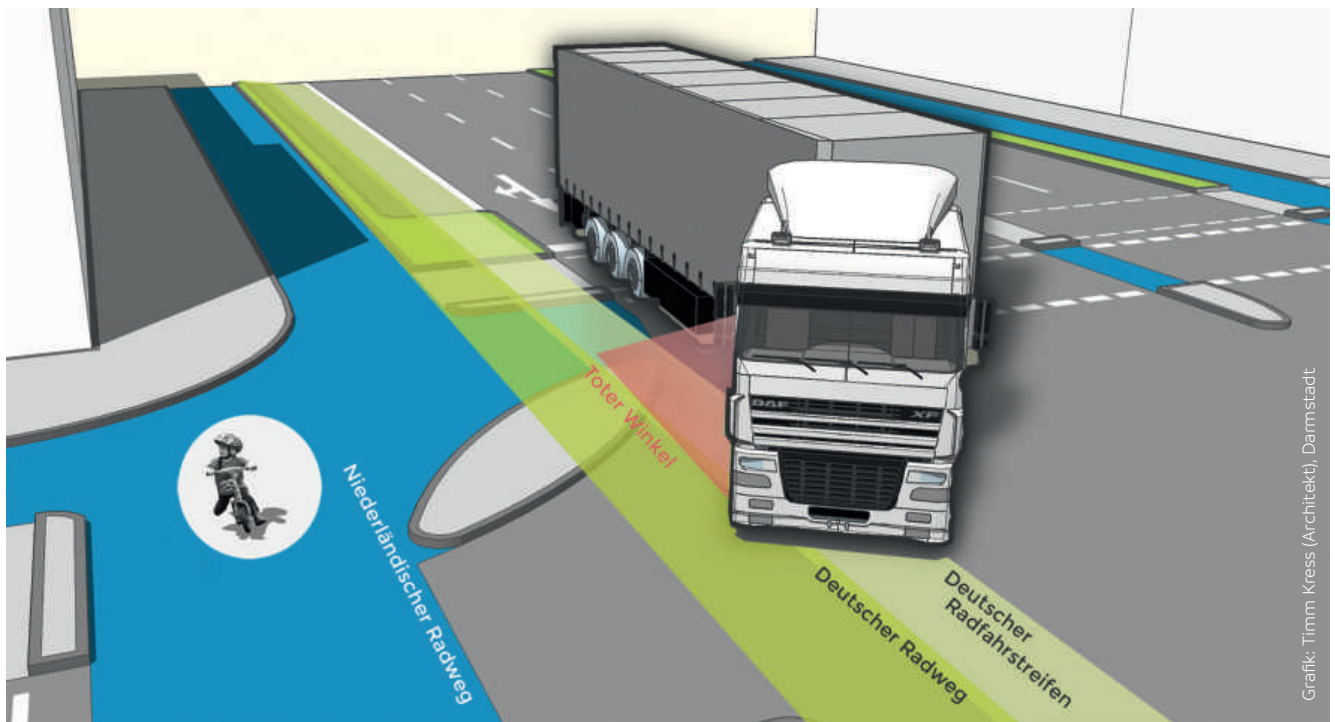 Toter Winkel
DAF
XF
Niederländischer Radweg
Deutscher Radweg
Deutscher
Radfahrstreifen
Grafik: Timm Kress (Architekt), Darmstadt